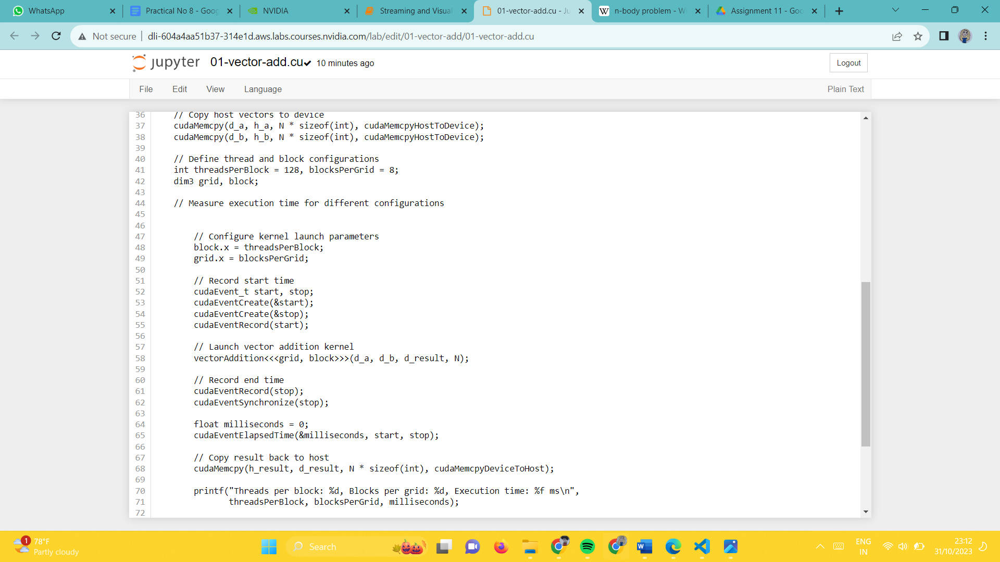 WhatsApp
Practical No 8 - Goog
NVIDIA
Streaming and Visual
01-vector-add.cu - Ju
n-body problem - Wi
Assignment 11 - Goo
Not secure
dli-604a4aa51b37-314e1d.aws.labs.courses.nvidia.com/lab/edit/01-vector-add/01-vector-add.cu
jupyter 01-vector-add.cu✔ 10 minutes ago
Logout
File Edit View Language
Plain Text
36 // Copy host vectors to device
37 cudaMemcpy(d_a, h_a, N * sizeof(int), cudaMemcpyHostToDevice);
38 cudaMemcpy(d_b, h_b, N * sizeof(int), cudaMemcpyHostToDevice);
39
40 // Define thread and block configurations
41 int threadsPerBlock = 128, blocksPerGrid = 8;
42 dim3 grid, block;
43
44 // Measure execution time for different configurations
45
46
47 // Configure kernel launch parameters
48 block.x = threadsPerBlock;
49 grid.x = blocksPerGrid;
50
51 // Record start time
52 cudaEvent_t start, stop;
53 cudaEventCreate(&start);
54 cudaEventCreate(&stop);
55 cudaEventRecord(start);
56
57 // Launch vector addition kernel
58 vectorAddition<<<grid, block>>>(d_a, d_b, d_result, N);
59
60 // Record end time
61 cudaEventRecord(stop);
62 cudaEventSynchronize(stop);
63
64 float milliseconds = 0;
65 cudaEventElapsedTime(&milliseconds, start, stop);
66
67 // Copy result back to host
68 cudaMemcpy(h_result, d_result, N * sizeof(int), cudaMemcpyDeviceToHost);
69
70 printf("Threads per block: %d, Blocks per grid: %d, Execution time: %f ms\n",
71 threadsPerBlock, blocksPerGrid, milliseconds);
72
1
78°F
Partly cloudy
Search
ENG
IN
23:12
31/10/2023